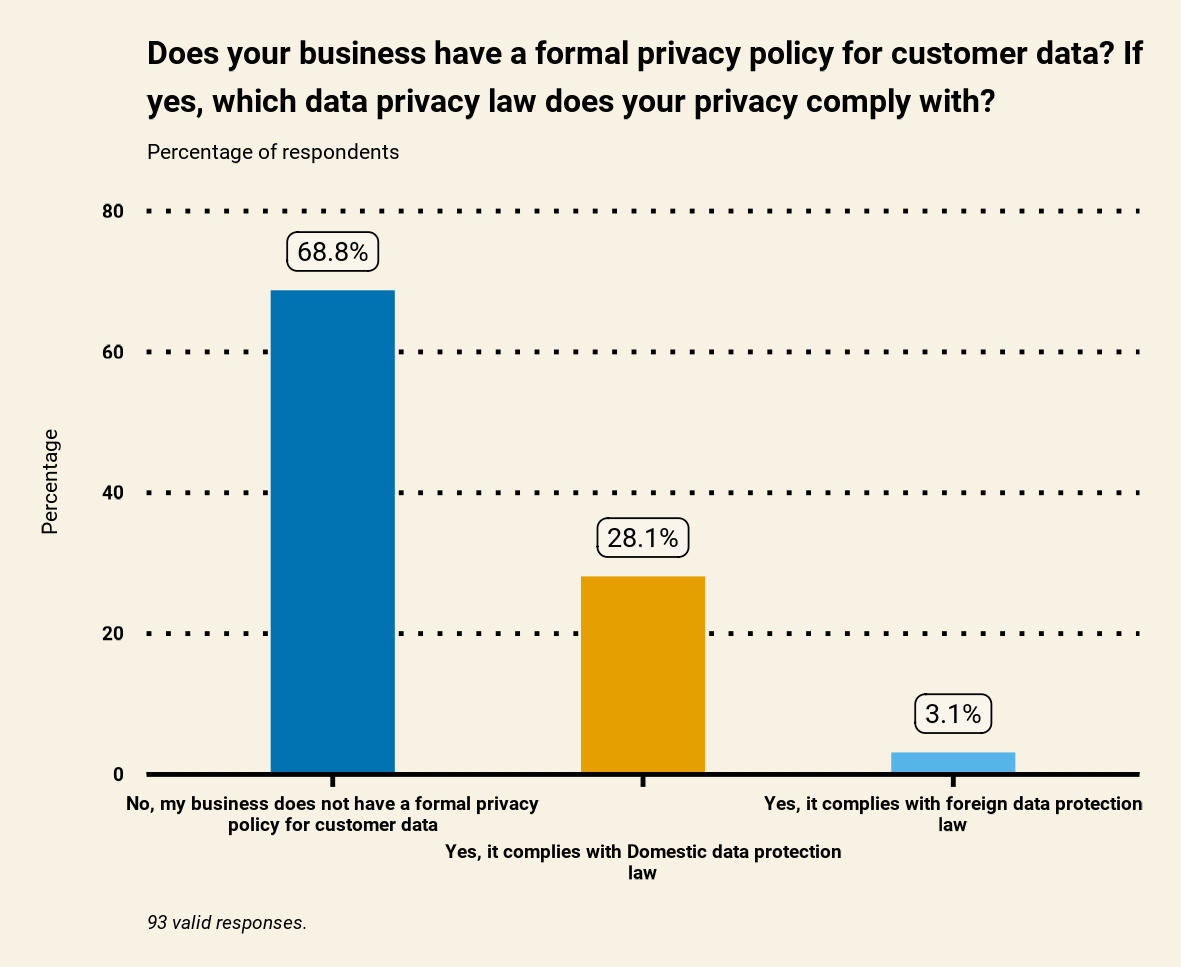 Does your business have a formal privacy policy for customer data? If
yes, which data privacy law does your privacy comply with?
Percentage of respondents
80
68.8%
60
Percentage
40
28.1%
20
3.1%
0
No, my business does not have a formal privacy
policy for customer data
Yes, it complies with Domestic data protection
law
Yes, it complies with foreign data protection
law
93 valid responses.